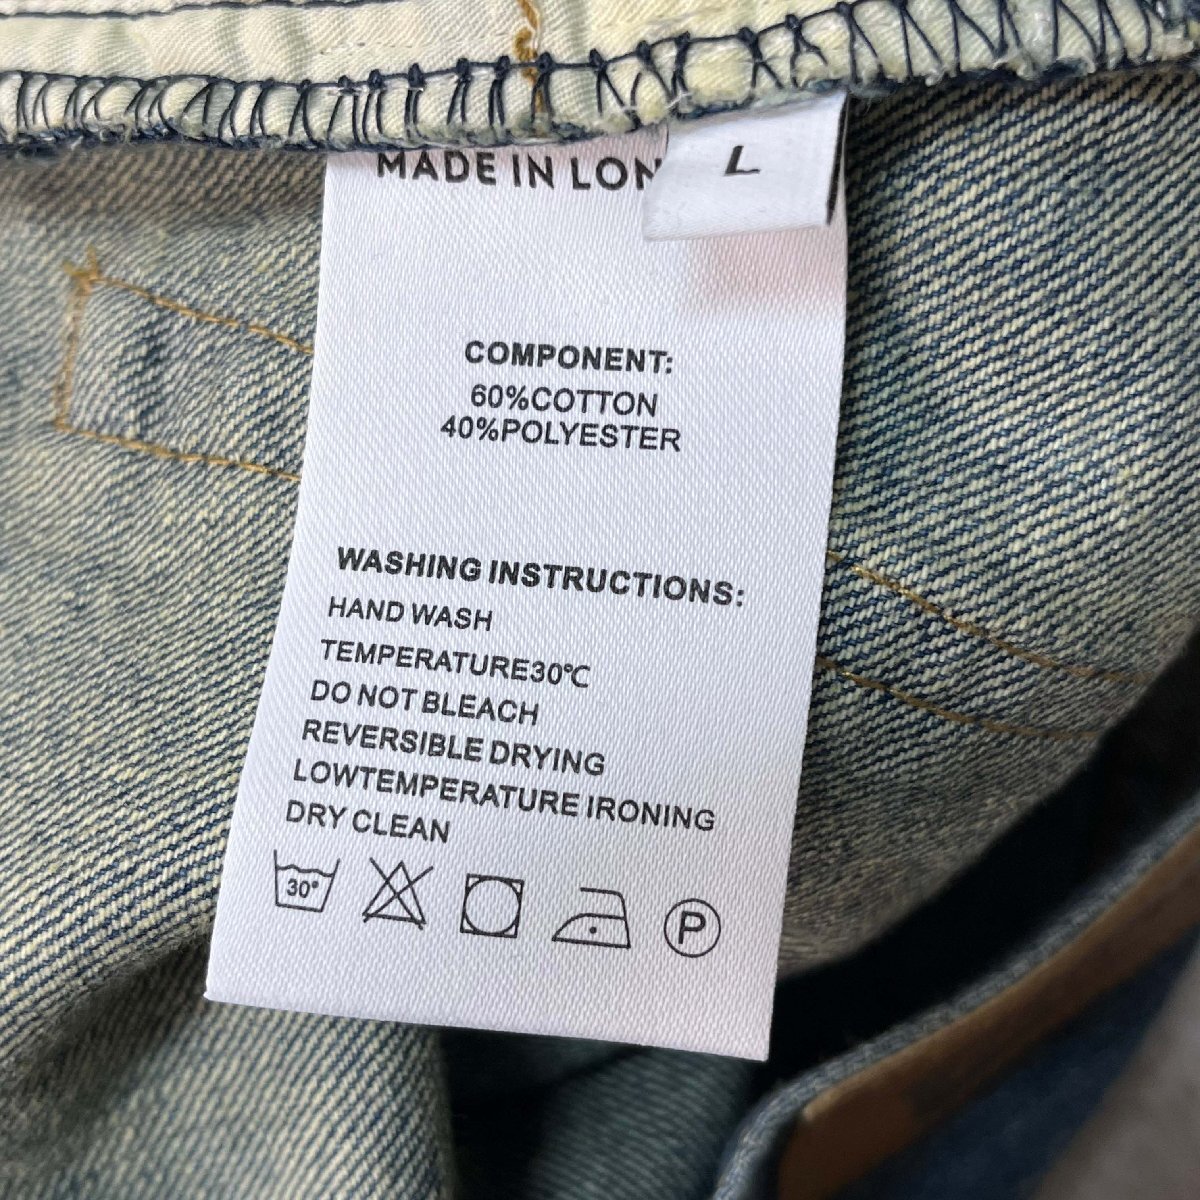 MADE IN LON
L
COMPONENT:
60%COTTON
40%POLYESTER
WASHING INSTRUCTIONS:
HAND WASH
TEMPERATURE30℃
DO NOT BLEACH
REVERSIBLE DRYING
LOWTEMPERATURE IRONING
DRY CLEAN
30°
P